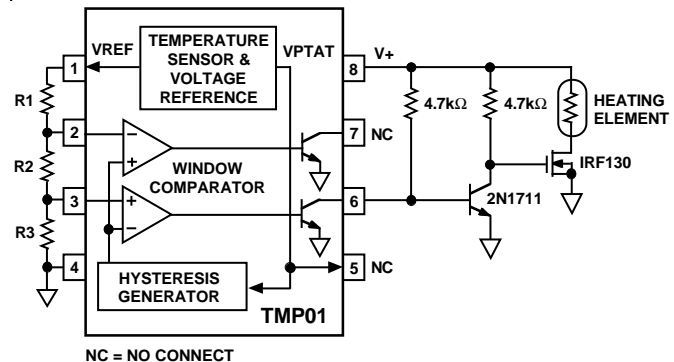 TEMPERATURE
SENSOR &
VOLTAGE
REFERENCE
VREF
VPTAT
1
R1
2
R2
3
R3
4
−
+
WINDOW
COMPARATOR
+
−
HYSTERESIS
GENERATOR
TMP01
8
V+
7
NC
6
5
NC
4.7kΩ
4.7kΩ
HEATING
ELEMENT
IRF130
2N1711
NC = NO CONNECT